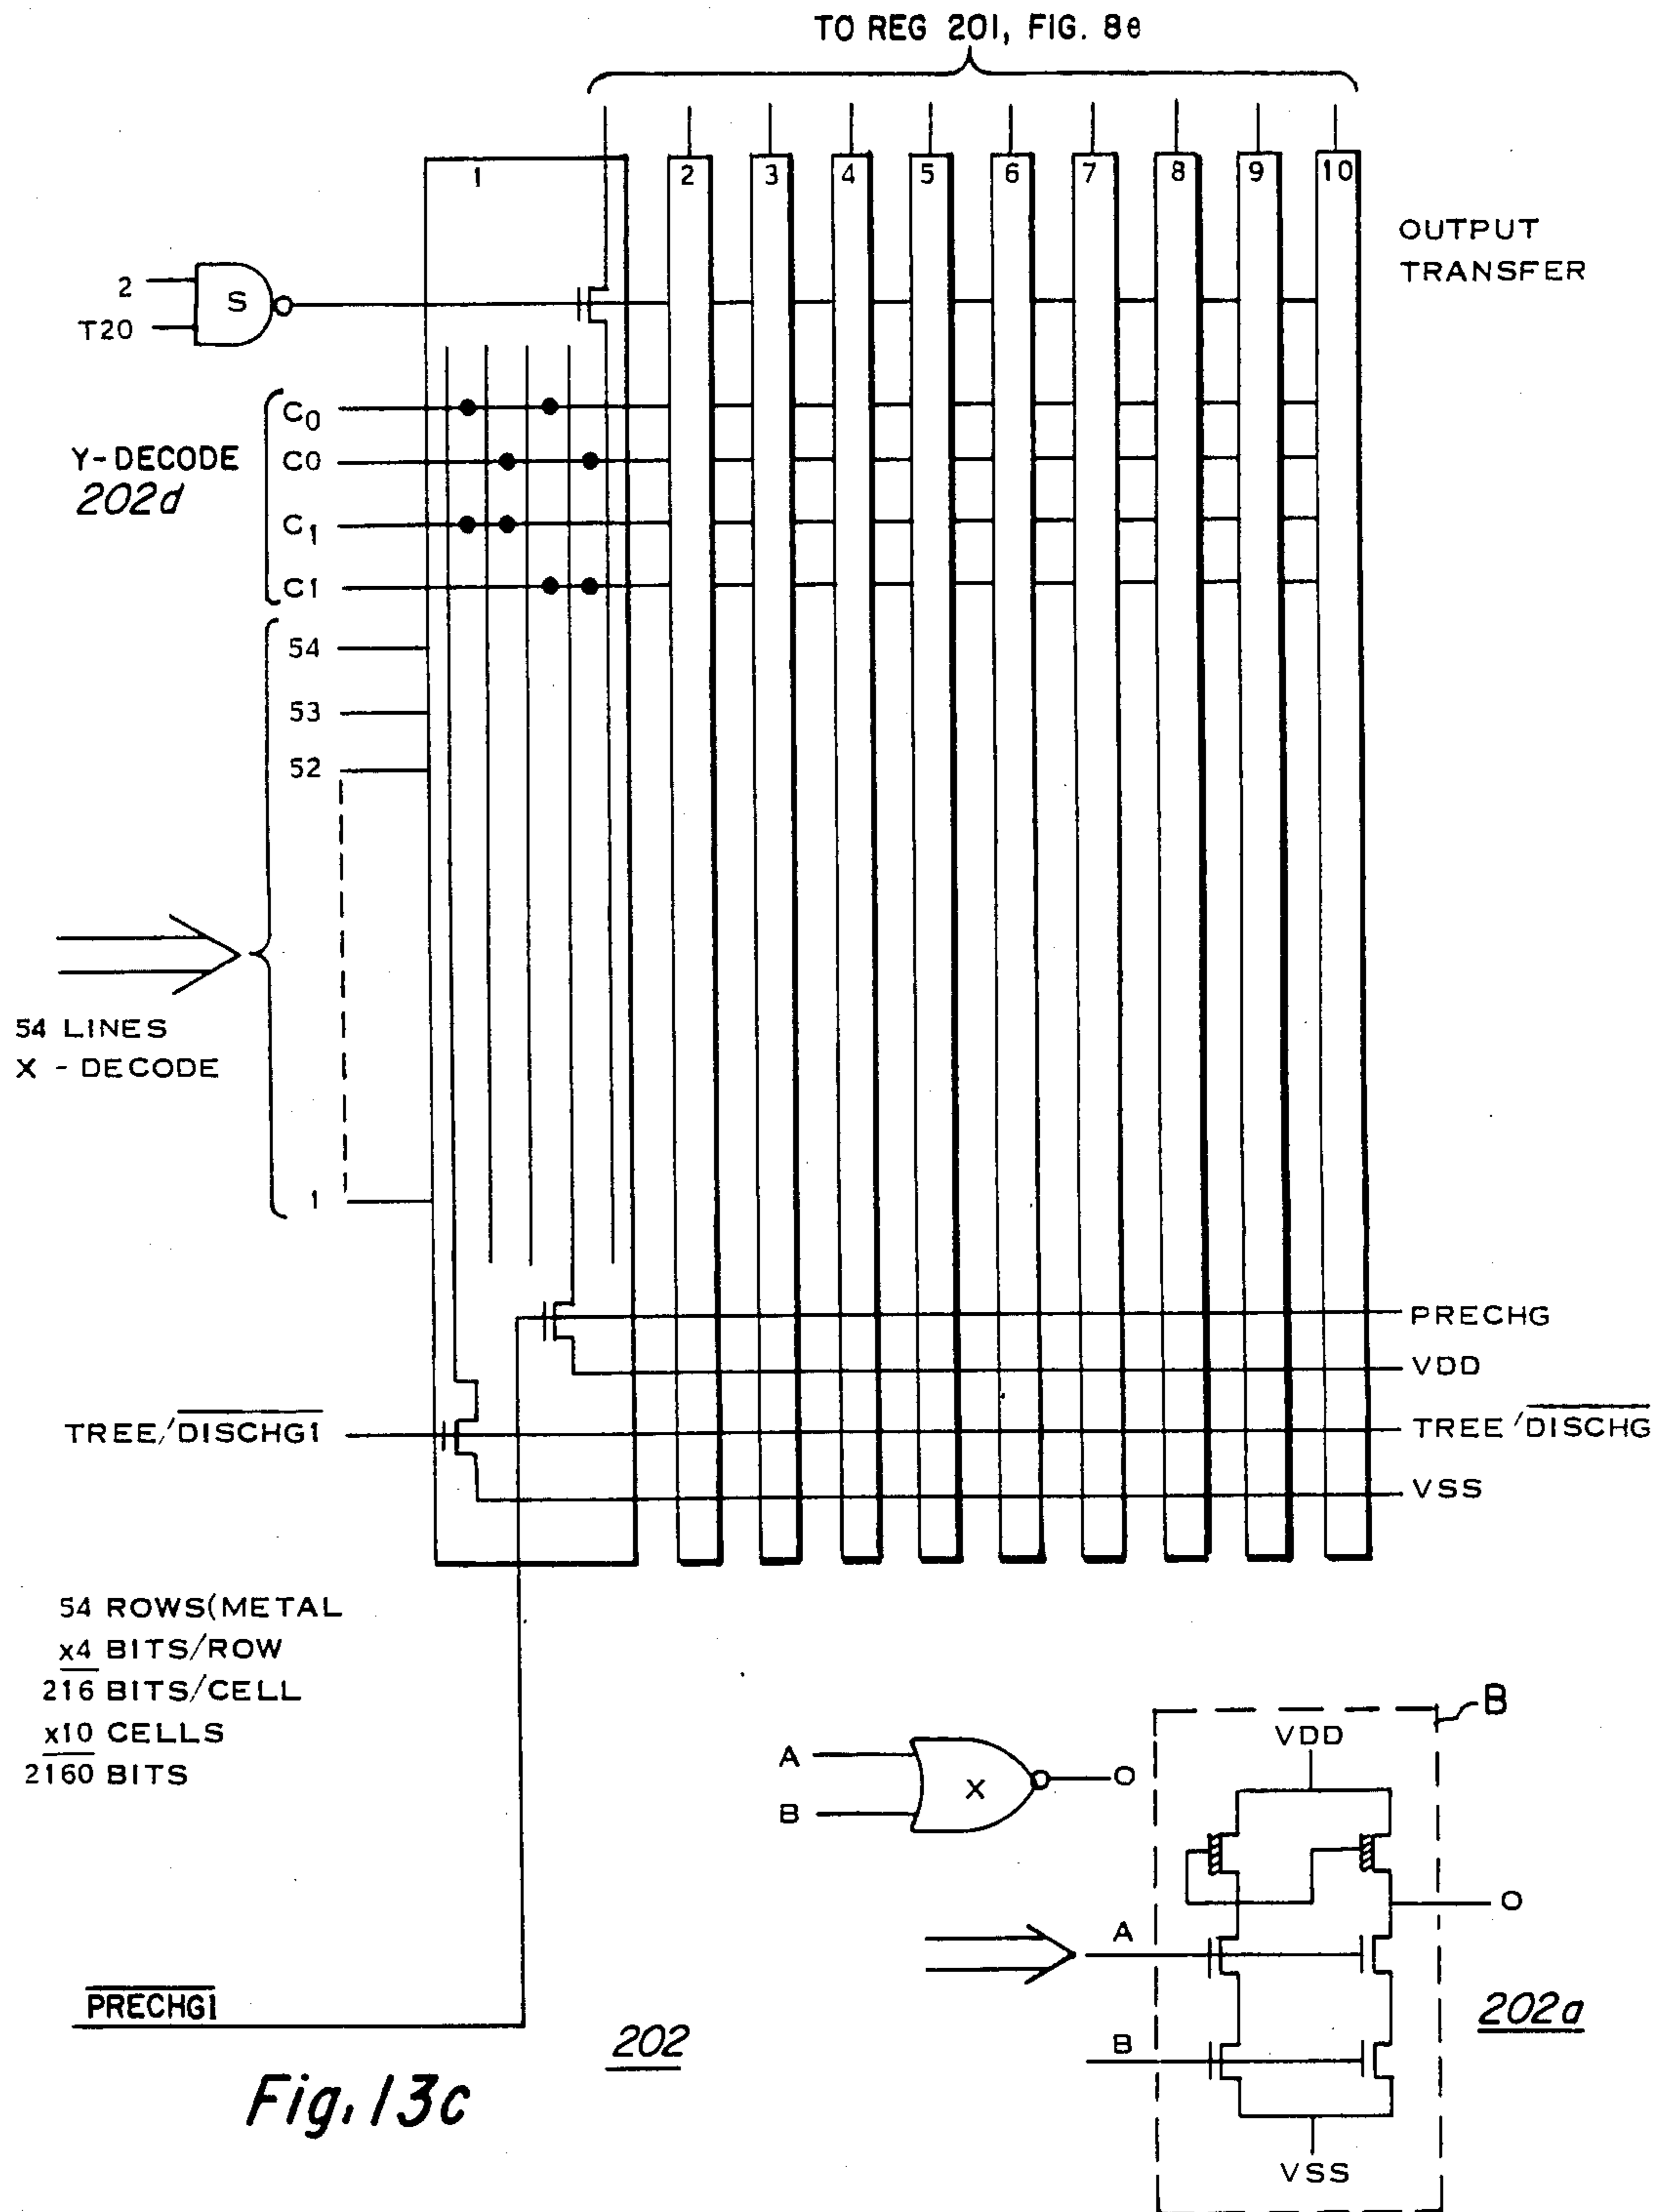 TO REG 201, FIG. 8e
1 2 3 4 5 6 7 8 9 10
OUTPUT
TRANSFER
2
T20
S
Y-DECODE
202d
C0
C0
C1
C1
54
53
52
54 LINES
X - DECODE
1
PRECHG
VDD
TREE/DISCHG1
TREE/DISCHG
VSS
54 ROWS(METAL
x4 BITS/ROW
216 BITS/CELL
x10 CELLS
2160 BITS
A
B
X
O
B
VDD
O
A
B
VSS
202a
PRECHG1
202
Fig. 13c